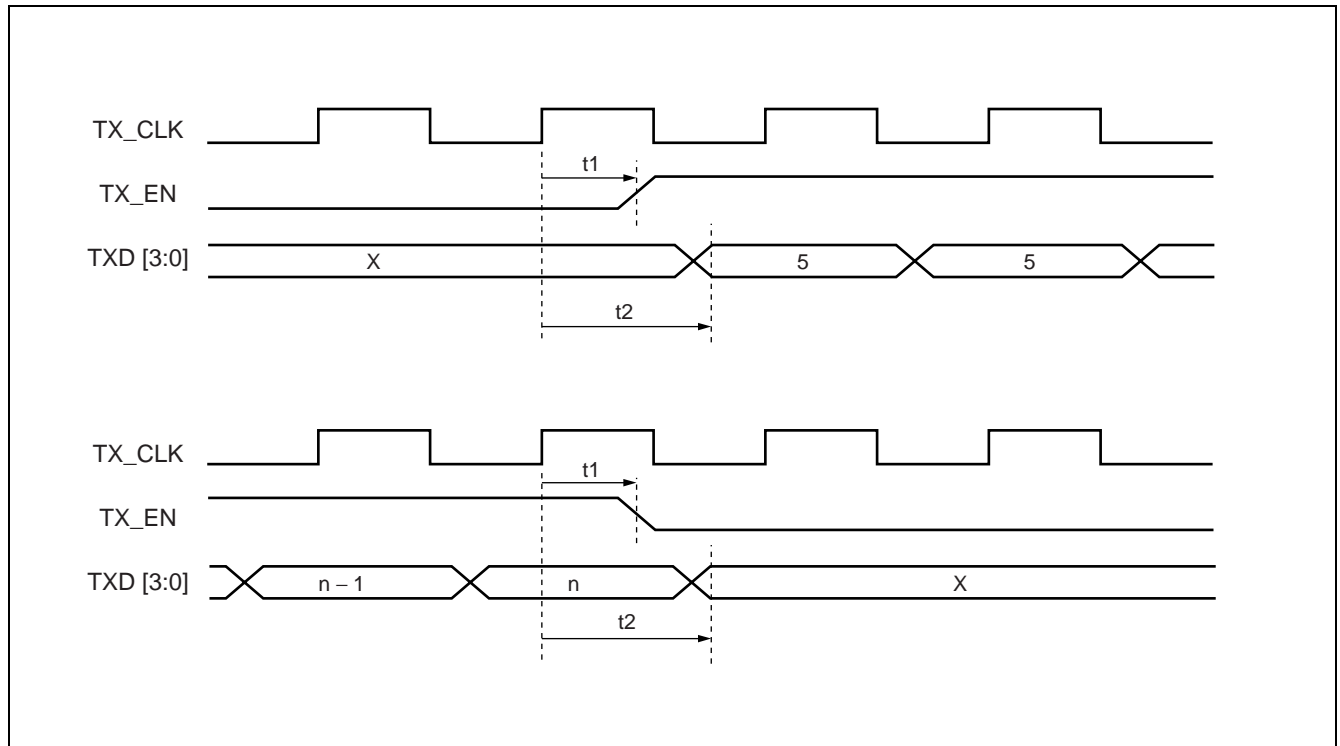 TX_CLK
t1
TX_EN
TXD [3:0]
X
5
5
t2
TX_CLK
t1
TX_EN
TXD [3:0]
n – 1
n
X
t2